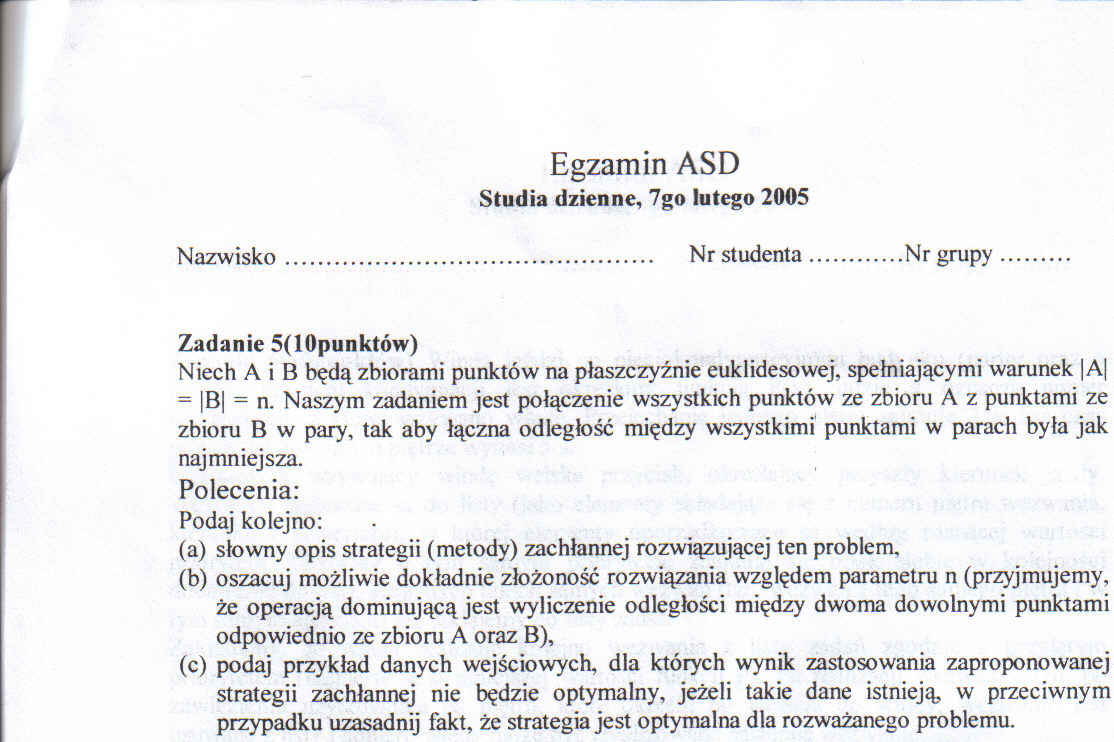 Egzamin ASD
Studia dzienne, 7go lutego 2005
Nazwisko ............................................. Nr studenta ............Nr grupy .........
Zadanie 5(10punktów)
Niech A i B będą zbiorami punktów na płaszczyźnie euklidesowej, spełniającymi warunek |A|
= |B| = n. Naszym zadaniem jest połączenie wszystkich punktów ze zbioru A z punktami ze
zbioru B w pary, tak aby łączna odległość między wszystkimi punktami w parach była jak
najmniejsza.
Polecenia:
Podaj kolejno:
(a) słowny opis strategii (metody) zachłannej rozwiązującej ten problem,
(b) oszacuj możliwie dokładnie złożoność rozwiązania względem parametru n (przyjmujemy,
że operacją dominującą jest wyliczenie odległości między dwoma dowolnymi punktami
odpowiednio ze zbioru A oraz B),
(c) podaj przykład danych wejściowych, dla których wynik zastosowania zaproponowanej
strategii zachłannej nie będzie optymalny, jeżeli takie dane istnieją, w przeciwnym
przypadku uzasadnij fakt, że strategia jest optymalna dla rozważanego problemu.